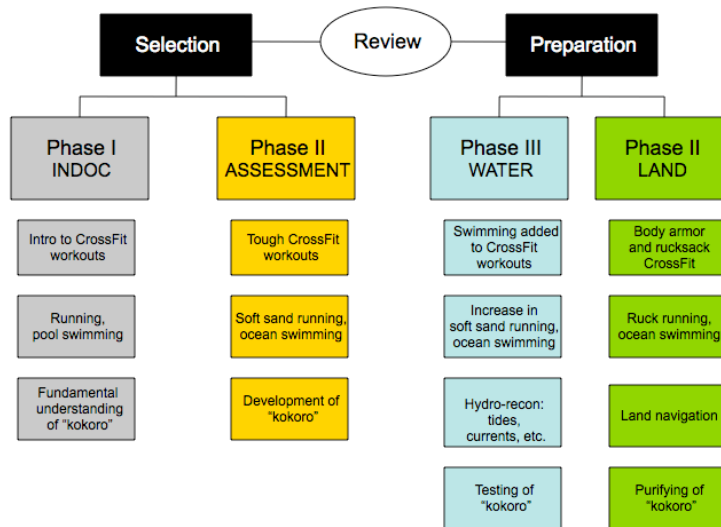 Selection
Review
Preparation
Phase I
INDOC
Phase II
ASSESSMENT
Phase III
WATER
Phase II
LAND
Intro to CrossFit
workouts
Tough CrossFit
workouts
Swimming added
to CrossFit
workouts
Body armor
and rucksack
CrossFit
Running,
pool swimming
Soft sand running,
ocean swimming
Increase in
soft sand running,
ocean swimming
Ruck running,
ocean swimming
Fundamental
understanding
of "kokoro"
Development of
"kokoro"
Hydro-recon:
tides,
currents, etc.
Land navigation
Testing of
"kokoro"
Purifying of
"kokoro"